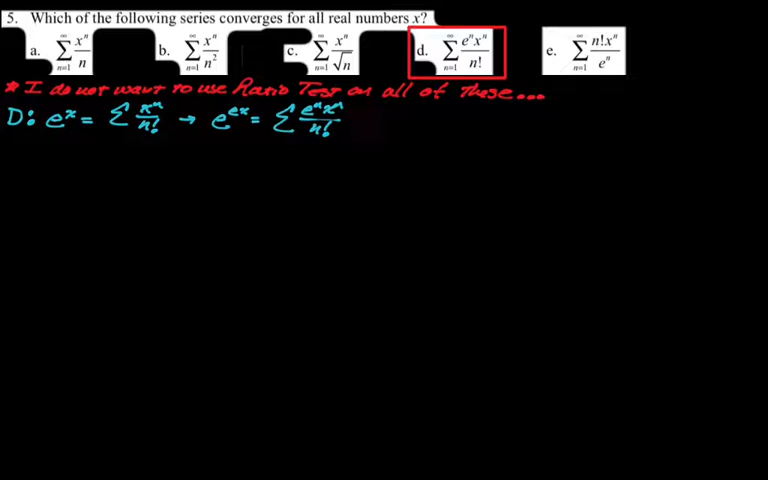 5. Which of the following series converges for all real numbers x?
a. ∑_{n=1}^{∞} x^n/n b. ∑_{n=1}^{∞} x^n/n^2 c. ∑_{n=1}^{∞} x^n/√n d. ∑_{n=1}^{∞} e^n x^n/n! e. ∑_{n=1}^{∞} n!x^n/e^n
* I do not want to use Ratio Test on all of these...
D: e^x = ∑ x^n/n! → e^{ex} = ∑ e^n x^n/n!